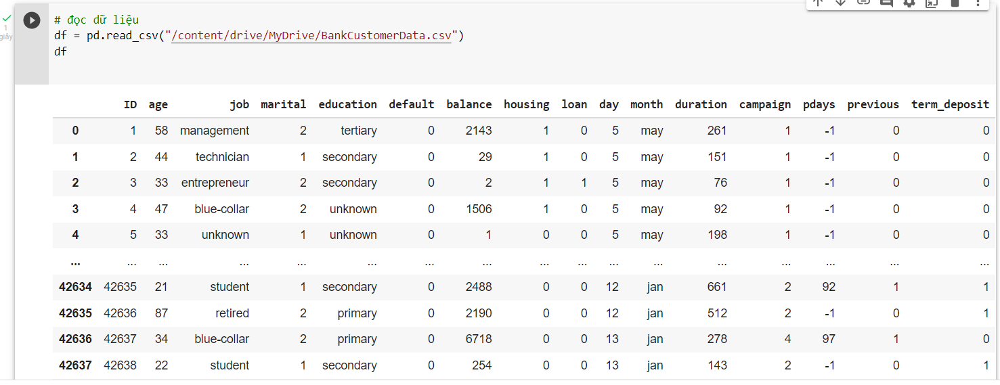 1
giây
# đọc dữ liệu
df = pd.read_csv("/content/drive/MyDrive/BankCustomerData.csv")
df
ID age job marital education default balance housing loan day month duration campaign pdays previous term_deposit
0 1 58 management 2 tertiary 0 2143 1 0 5 may 261 1 -1 0 0
1 2 44 technician 1 secondary 0 29 1 0 5 may 151 1 -1 0 0
2 3 33 entrepreneur 2 secondary 0 2 1 1 5 may 76 1 -1 0 0
3 4 47 blue-collar 2 unknown 0 1506 1 0 5 may 92 1 -1 0 0
4 5 33 unknown 1 unknown 0 1 0 0 5 may 198 1 -1 0 0
... ... ... ... ... ... ... ... ... ... ... ... ... ... ... ... ...
42634 42635 21 student 1 secondary 0 2488 0 0 12 jan 661 2 92 1 1
42635 42636 87 retired 2 primary 0 2190 0 0 12 jan 512 2 -1 0 1
42636 42637 34 blue-collar 2 primary 0 6718 0 0 13 jan 278 4 97 1 0
42637 42638 22 student 1 secondary 0 254 0 0 13 jan 143 2 -1 0 1